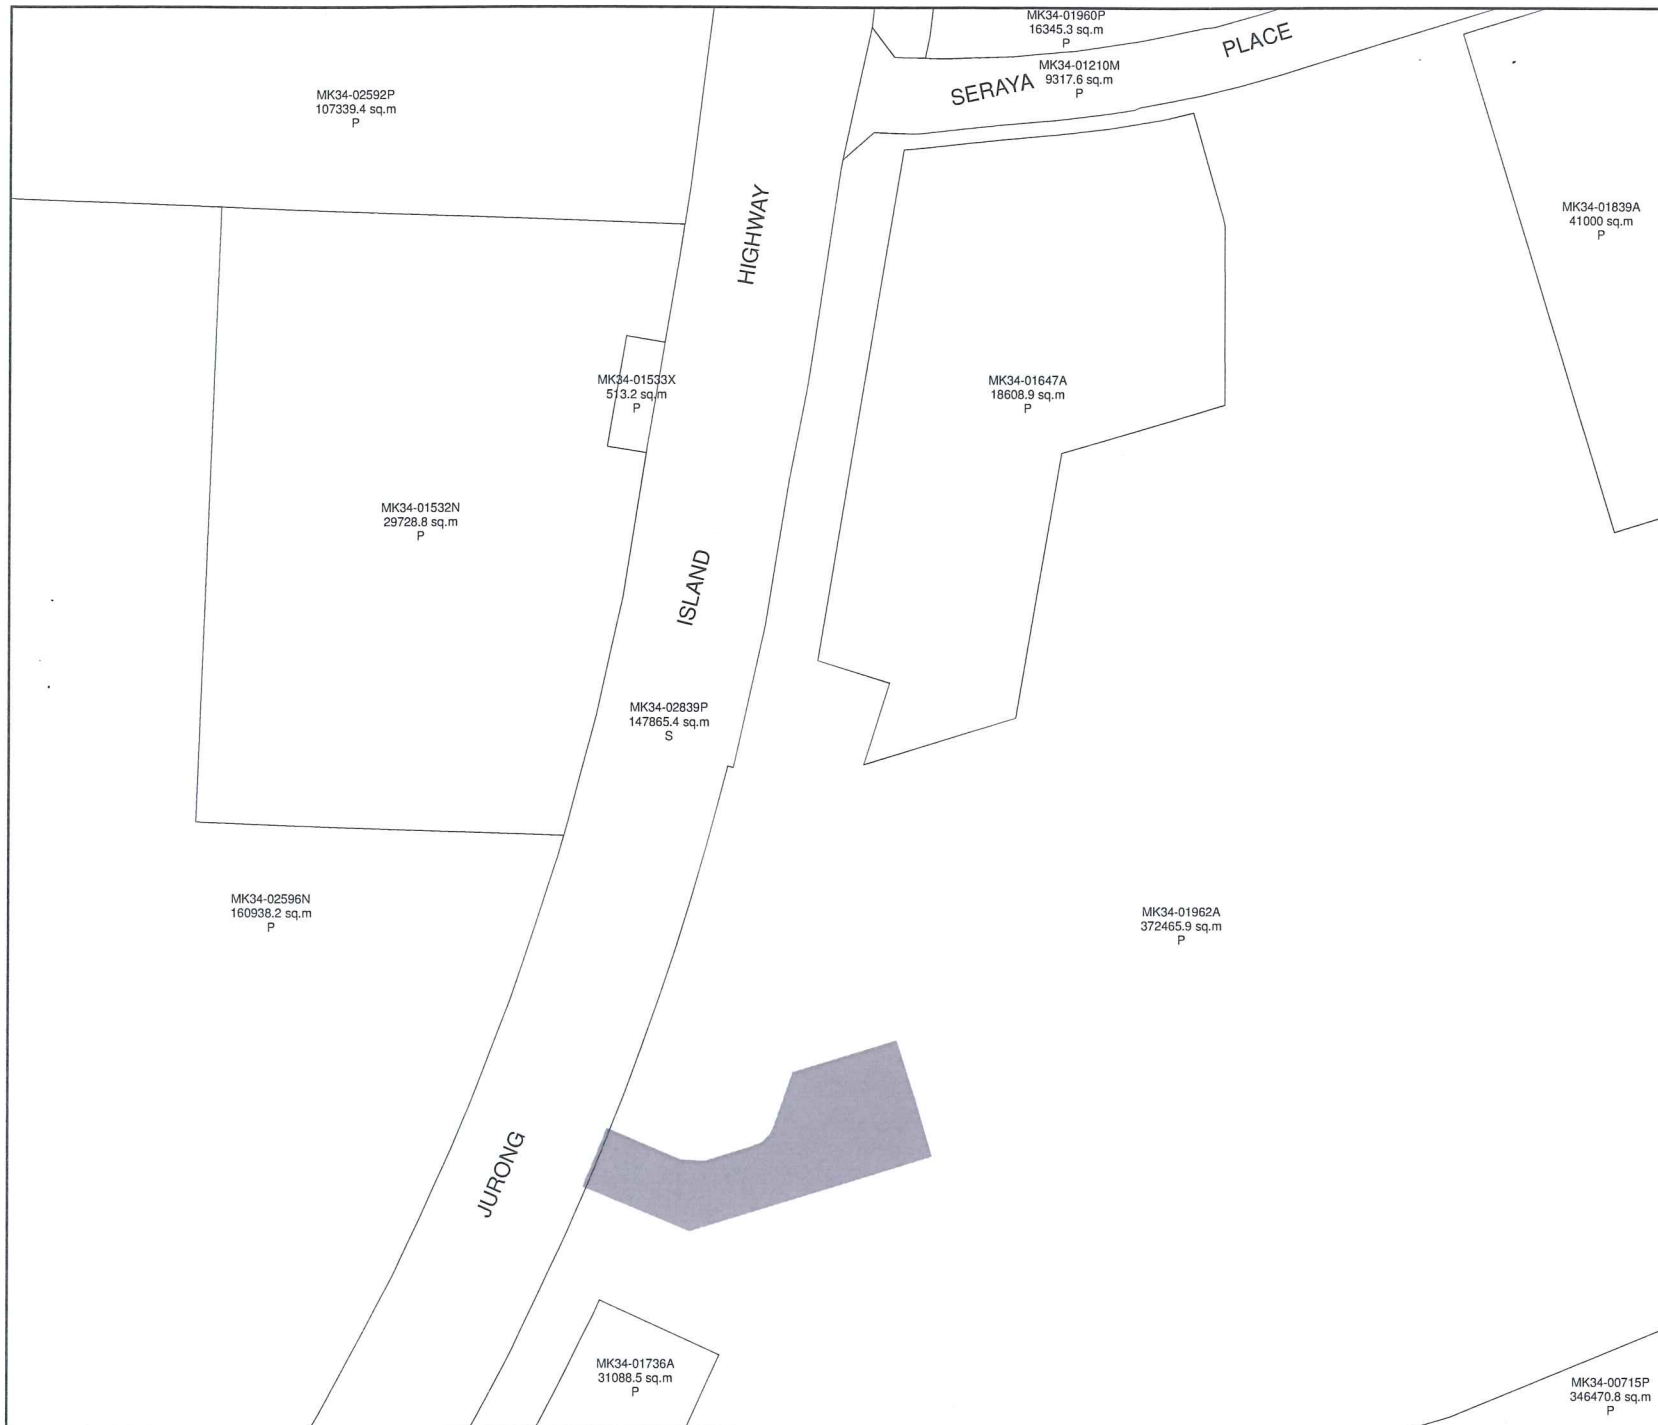 MK34-01960P
16345.3 sq.m
P
PLACE
SERAYA
MK34-01210M
9317.6 sq.m
P
MK34-02592P
107339.4 sq.m
P
HIGHWAY
MK34-01839A
41000 sq.m
P
MK34-01533X
513.2 sq.m
P
MK34-01647A
18608.9 sq.m
P
MK34-01532N
29728.8 sq.m
P
ISLAND
MK34-02839P
147865.4 sq.m
S
MK34-02596N
160938.2 sq.m
P
MK34-01962A
372465.9 sq.m
P
JURONG
MK34-01736A
31088.5 sq.m
P
MK34-00715P
346470.8 sq.m
P